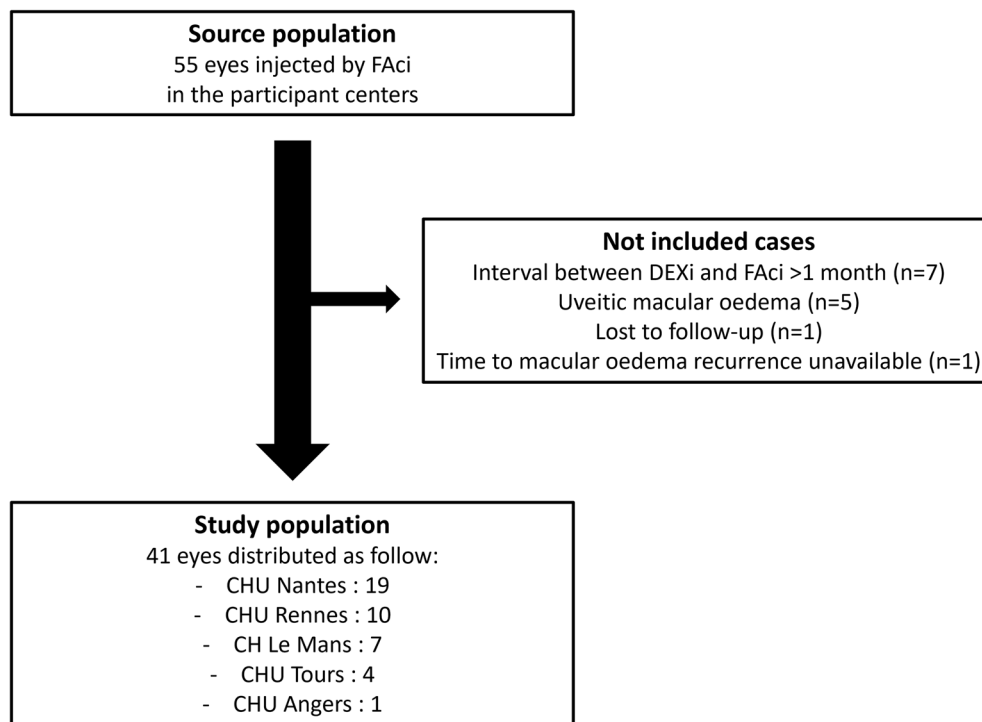 Source population
55 eyes injected by FAci
in the participant centers
Not included cases
Interval between DEXi and FAci >1 month (n=7)
Uveitic macular oedema (n=5)
Lost to follow-up (n=1)
Time to macular oedema recurrence unavailable (n=1)
Study population
41 eyes distributed as follow:
- CHU Nantes : 19
- CHU Rennes : 10
- CH Le Mans : 7
- CHU Tours : 4
- CHU Angers : 1